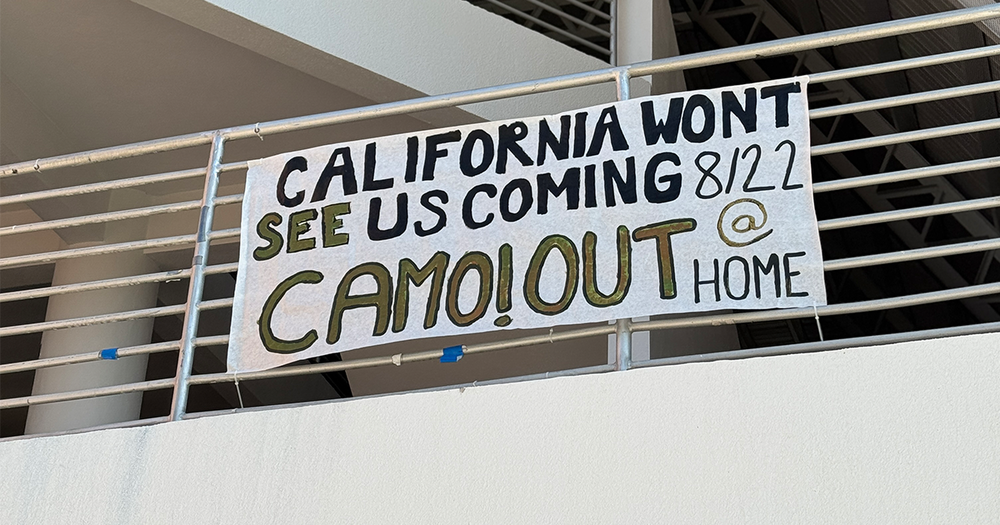 CALIFORNIA WONT
SEE US COMING 8/22
CAMO! OUT @
HOME